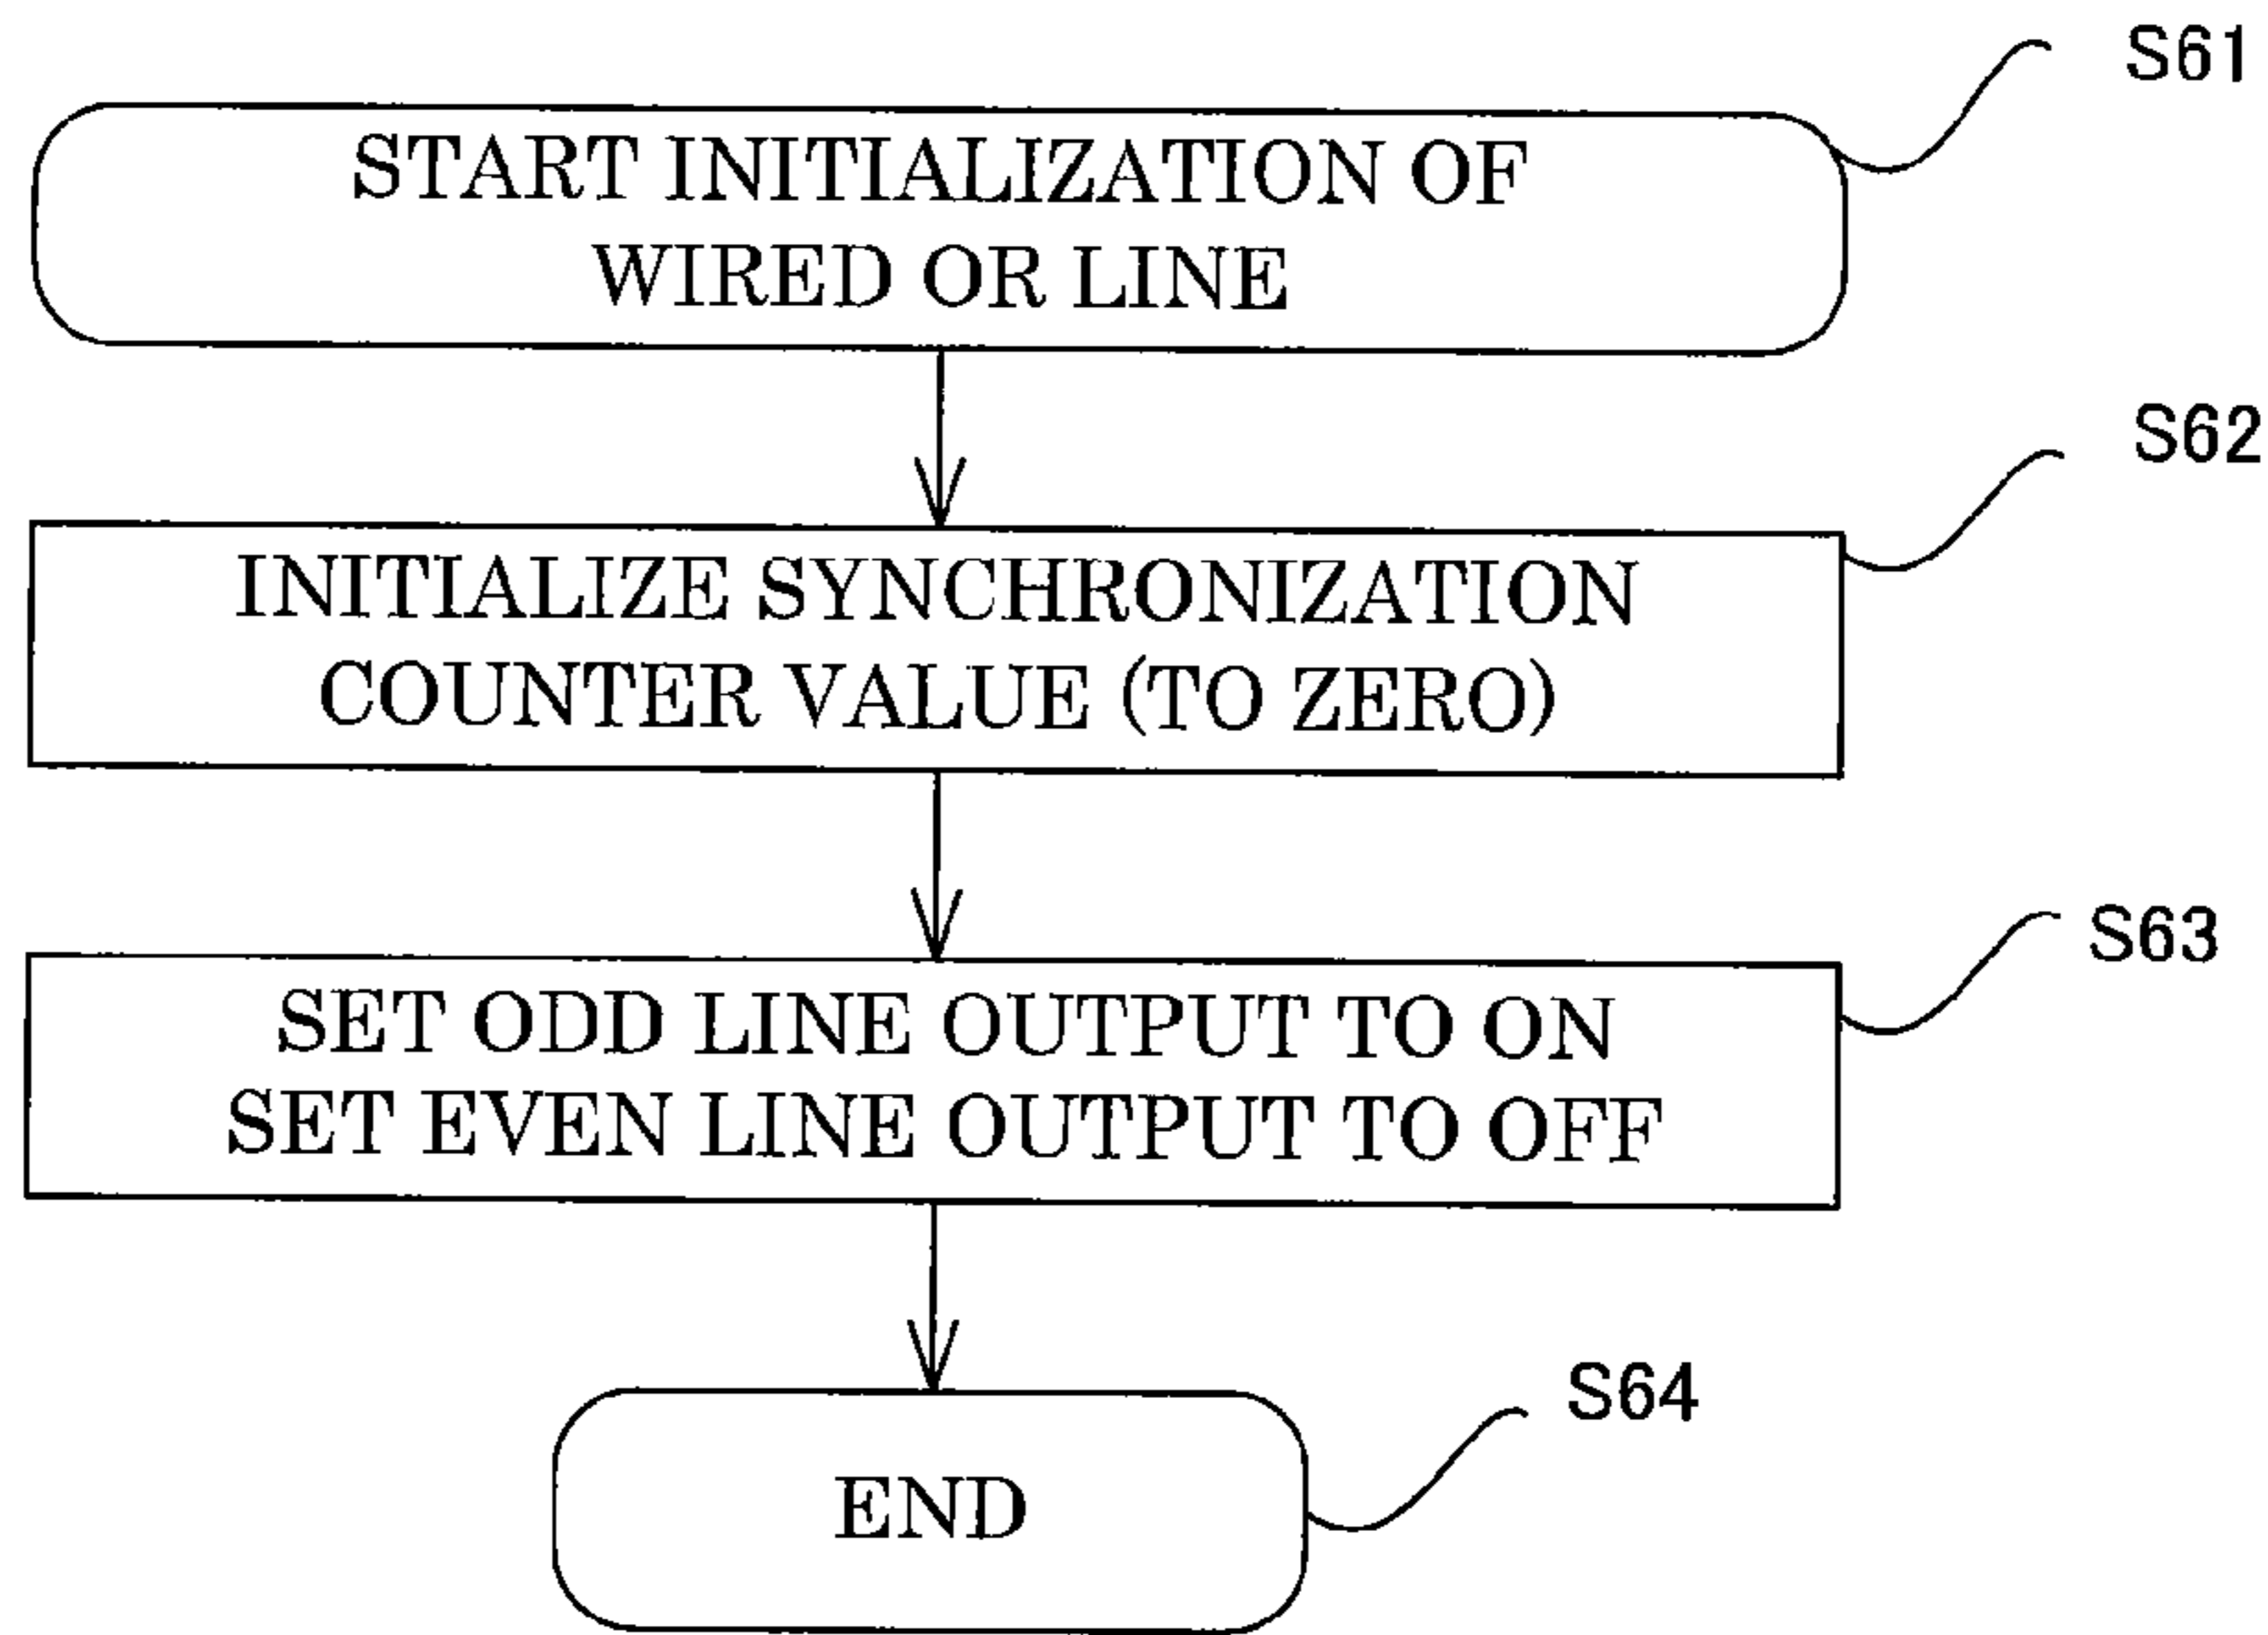 S61
START INITIALIZATION OF
WIRED OR LINE
S62
INITIALIZE SYNCHRONIZATION
COUNTER VALUE (TO ZERO)
S63
SET ODD LINE OUTPUT TO ON
SET EVEN LINE OUTPUT TO OFF
S64
END